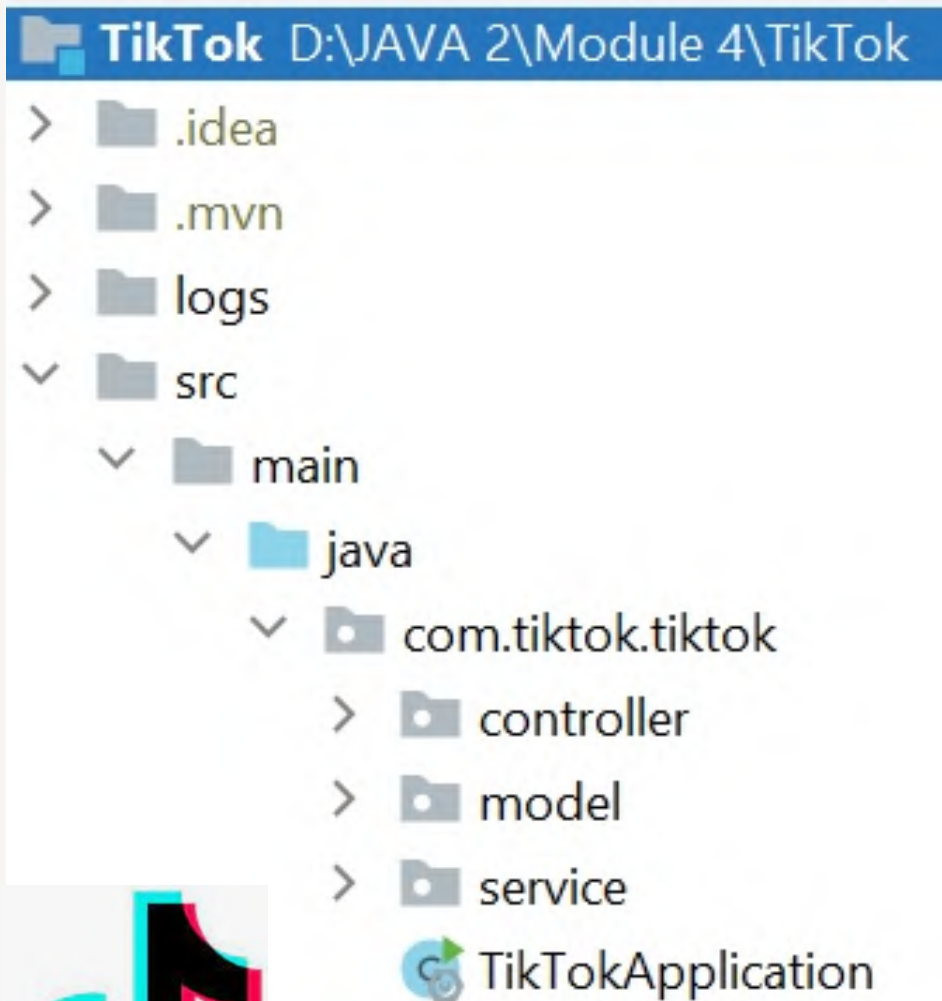 TikTok D:\JAVA 2\Module 4\TikTok
.idea
.mvn
logs
src
main
java
com.tiktok.tiktok
controller
model
service
C TikTokApplication